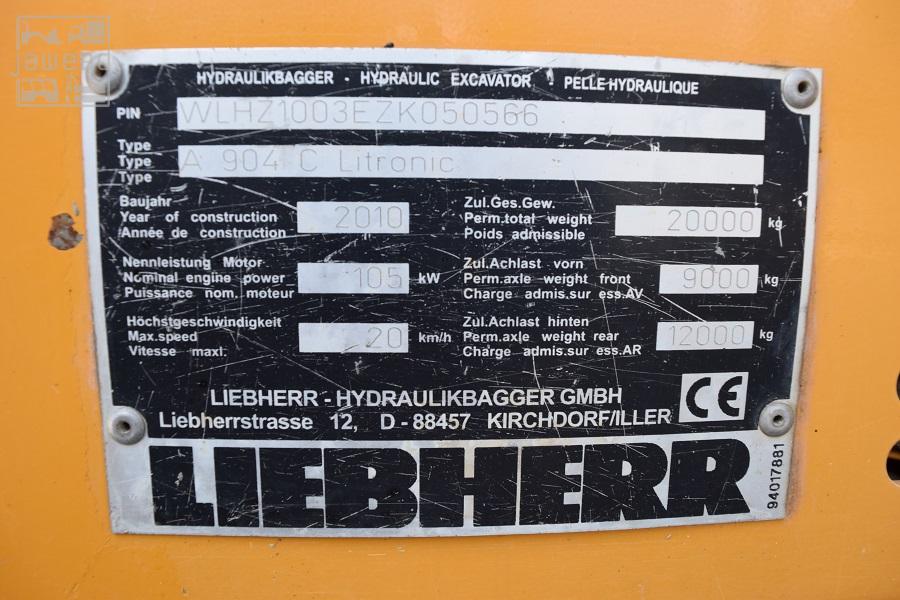 jaweed
HYDRAULIKBAGGER - HYDRAULIC EXCAVATOR - PELLE HYDRAULIQUE
PIN WLHZ1003EZK050566
Type
Type A 904 C Litronic
Type
Baujahr
Year of construction 2010
Année de construction
Zul.Ges.Gew.
Perm.total weight 20000 kg
Poids admissible
Nennleistung Motor
Nominal engine power 105 kW
Puissance nom. moteur
Zul.Achlast vorn
Perm.axle weight front 9000 kg
Charge admis.sur ess.AV
Höchstgeschwindigkeit
Max.speed 20 km/h
Vitesse maxi.
Zul.Achlast hinten
Perm.axle weight rear 12000 kg
Charge admis.sur ess.AR
LIEBHERR - HYDRAULIKBAGGER GMBH
Liebherrstrasse 12, D - 88457 KIRCHDORF/ILLER
CE
LIEBHERR
94017881